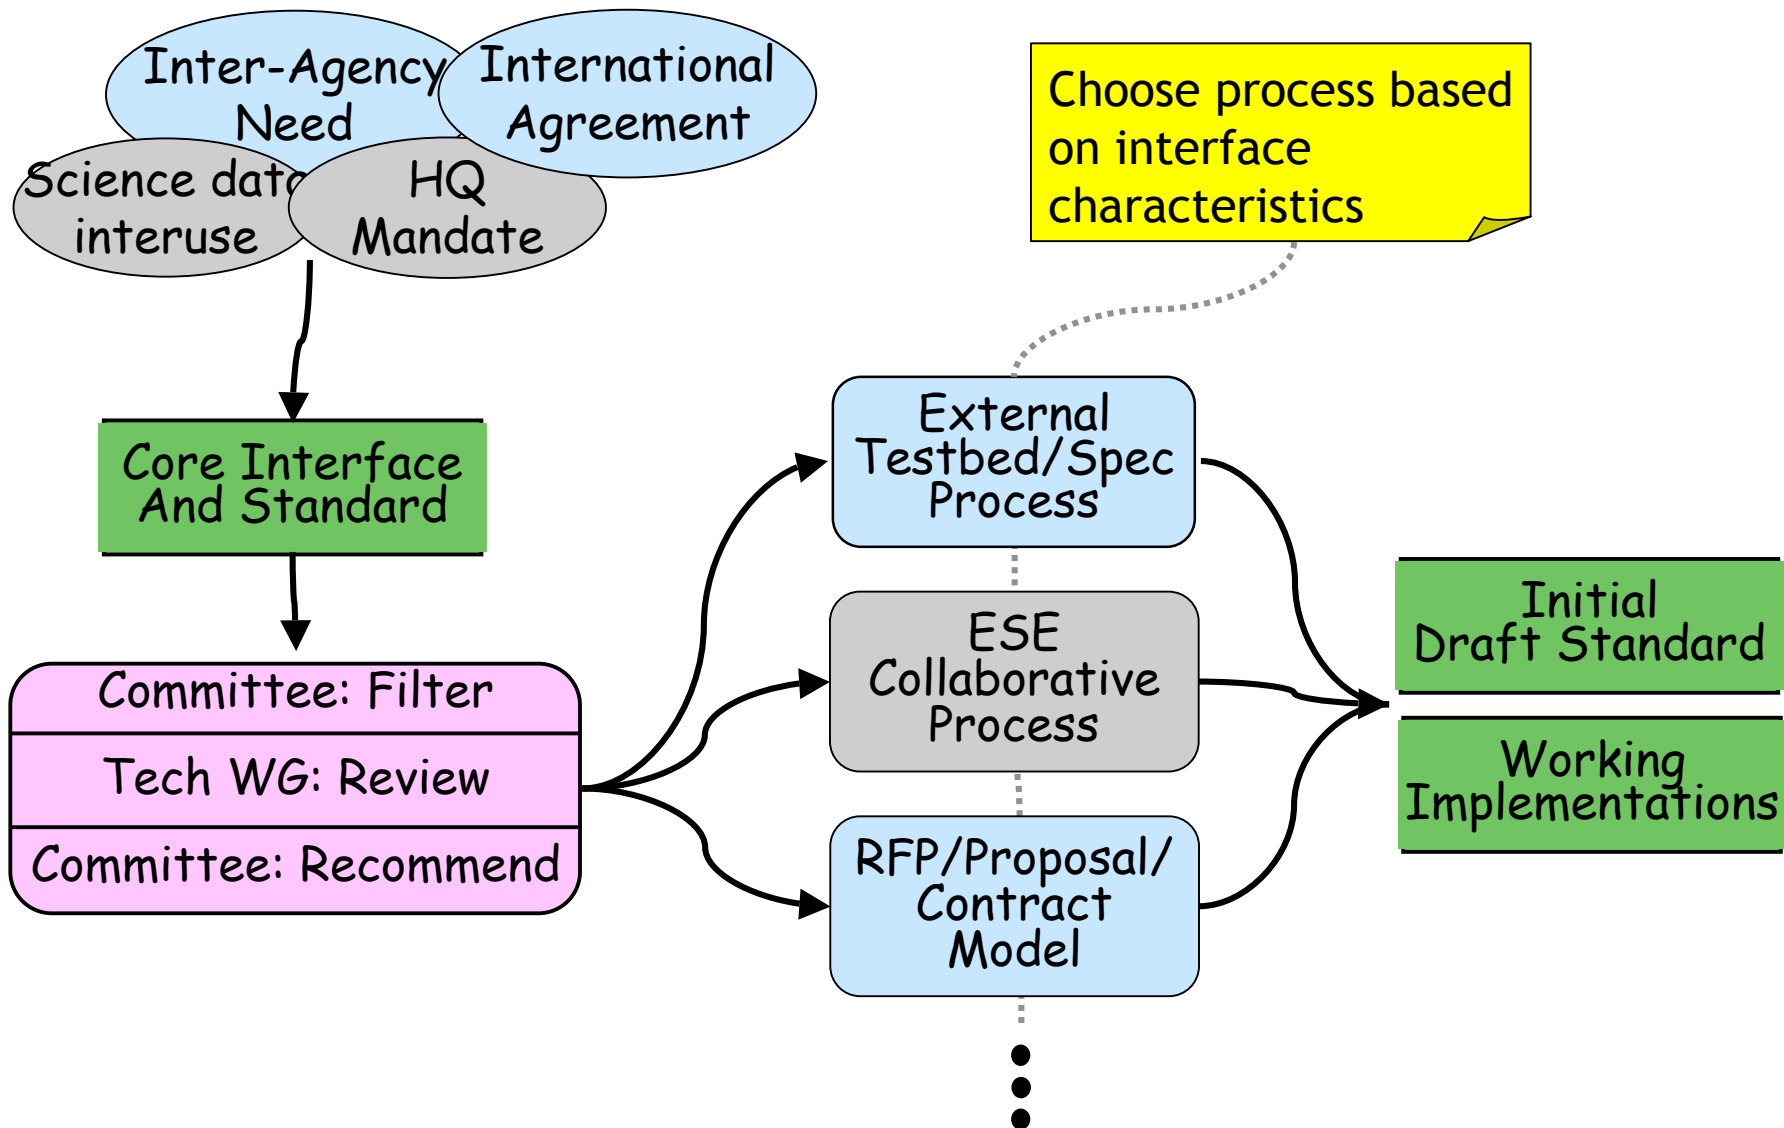 Inter-Agency
Need
International
Agreement
Science data
interuse
HQ
Mandate
Choose process based
on interface
characteristics
Core Interface
And Standard
Committee: Filter
Tech WG: Review
Committee: Recommend
External
Testbed/Spec
Process
ESE
Collaborative
Process
RFP/Proposal/
Contract
Model
Initial
Draft Standard
Working
Implementations